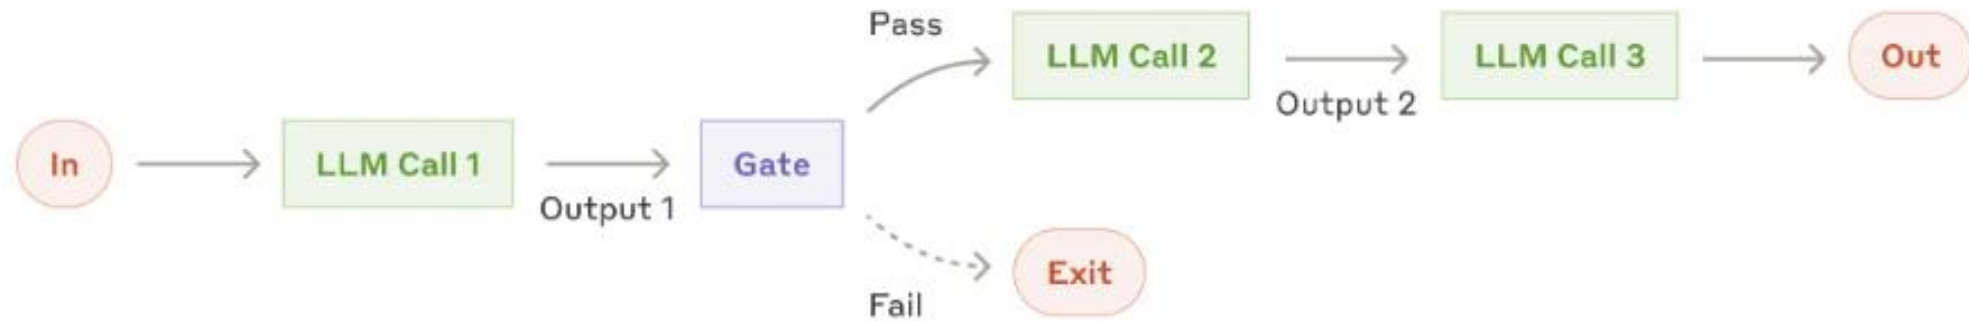 In
LLM Call 1
Output 1
Gate
Pass
LLM Call 2
Output 2
LLM Call 3
Out
Fail
Exit